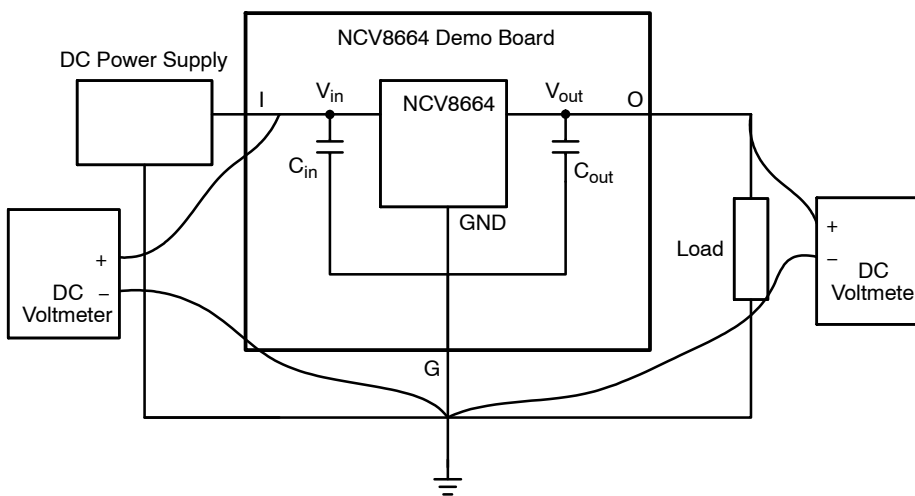 NCV8664 Demo Board
DC Power Supply
I
Vin
NCV8664
Vout
O
Cin
Cout
GND
+
–
DC
Voltmeter
Load
+
–
DC
Voltmete
G